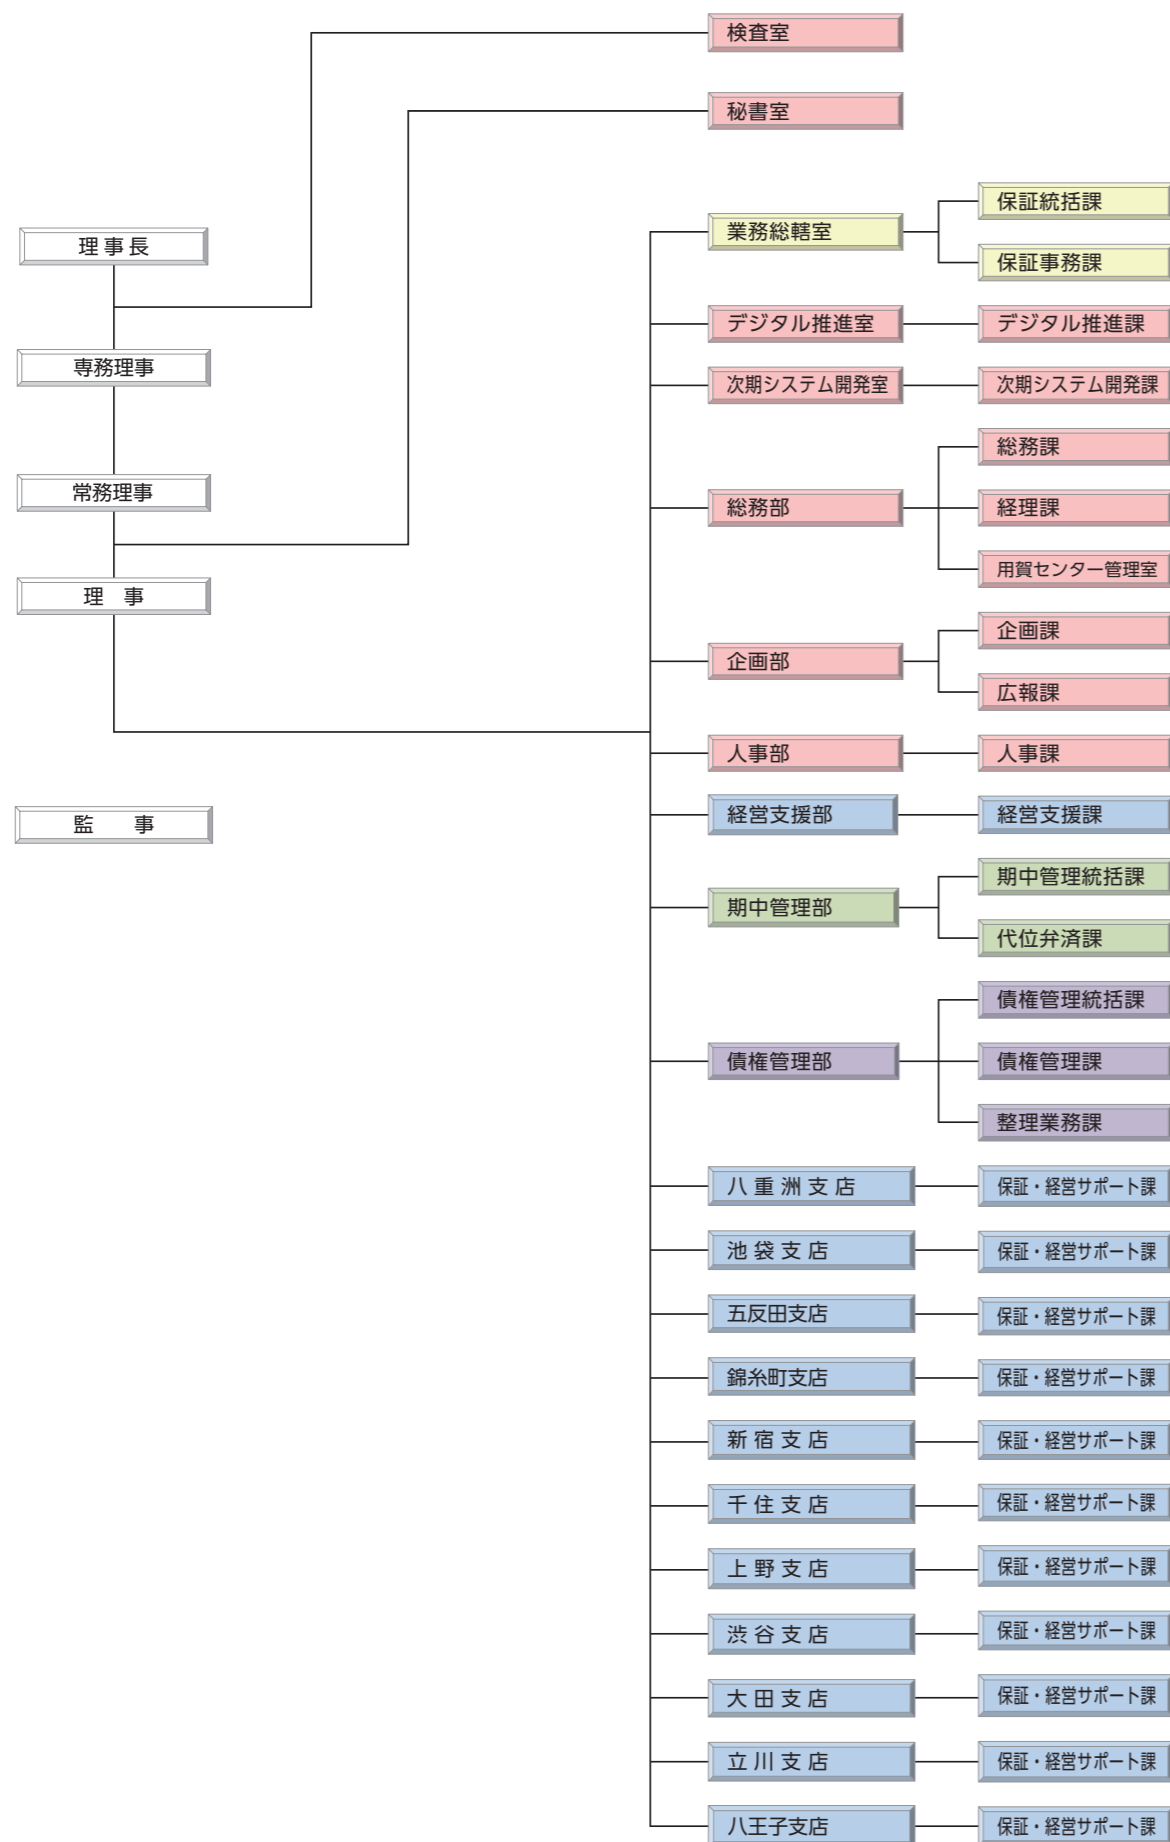 理事長
専務理事
常務理事
理　事
監　　事
検査室
秘書室
業務総轄室
保証統括課
保証事務課
デジタル推進室
デジタル推進課
次期システム開発室
次期システム開発課
総務部
総務課
経理課
用賀センター管理室
企画部
企画課
広報課
人事部
人事課
経営支援部
経営支援課
期中管理部
期中管理統括課
代位弁済課
債権管理部
債権管理統括課
債権管理課
整理業務課
八重洲支店
保証・経営サポート課
池袋支店
保証・経営サポート課
五反田支店
保証・経営サポート課
錦糸町支店
保証・経営サポート課
新宿支店
保証・経営サポート課
千住支店
保証・経営サポート課
上野支店
保証・経営サポート課
渋谷支店
保証・経営サポート課
大田支店
保証・経営サポート課
立川支店
保証・経営サポート課
八王子支店
保証・経営サポート課